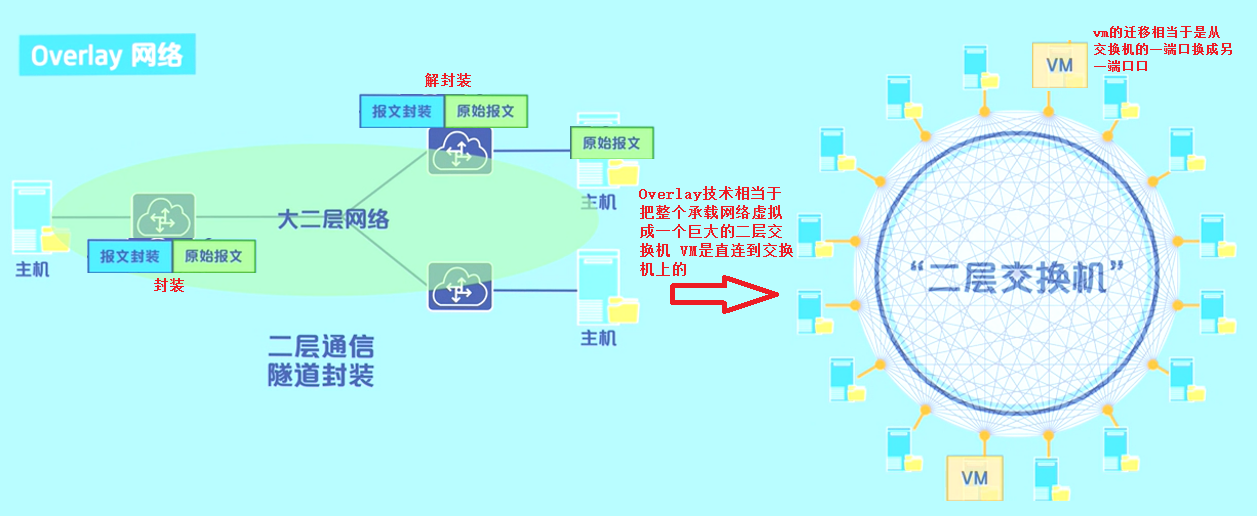 Overlay 网络
解封装
报文封装 原始报文
原始报文
主机
大二层网络
主机
报文封装 原始报文
封装
主机
二层通信
隧道封装
Overlay技术相当于
把整个承载网络虚拟
成一个巨大的二层交
换机 VM是直连到交换
机上的
VM
vm的迁移相当于是从
交换机的一端口换成另
一端口口
“二层交换机”
VM